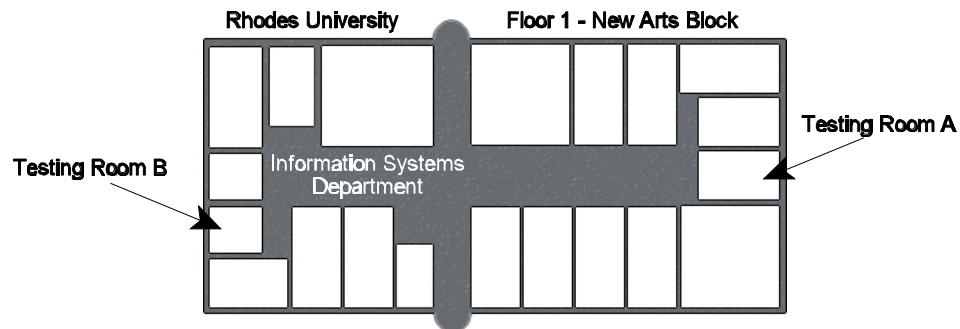 Rhodes University
Floor 1 - New Arts Block
Testing Room A
Testing Room B
Information Systems
Department